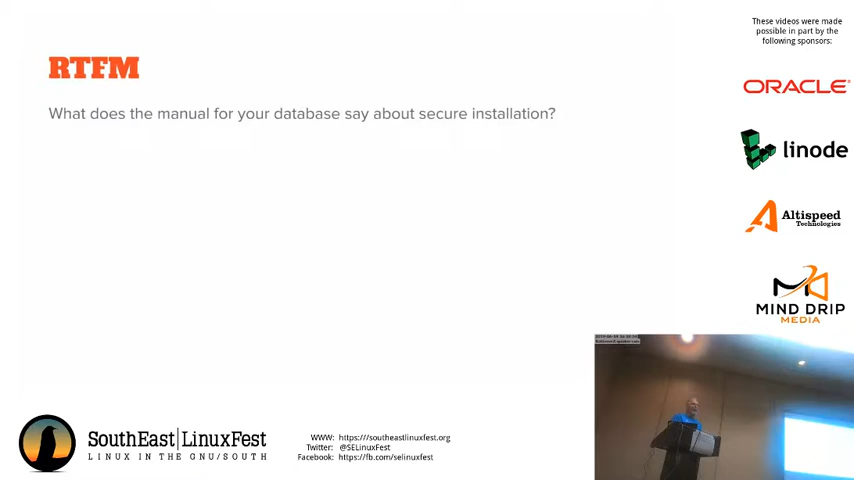 RTFM
What does the manual for your database say about secure installation?
These videos were made
possible in part by the
following sponsors:
ORACLE®
linode
Altispeed
Technologies
MIND DRIP
MEDIA
SouthEast|LinuxFest
LINUX IN THE GNU/SOUTH
WWW: https:///southeastlinuxfest.org
Twitter: @SELinuxFest
Facebook: https://fb.com/selinuxfest